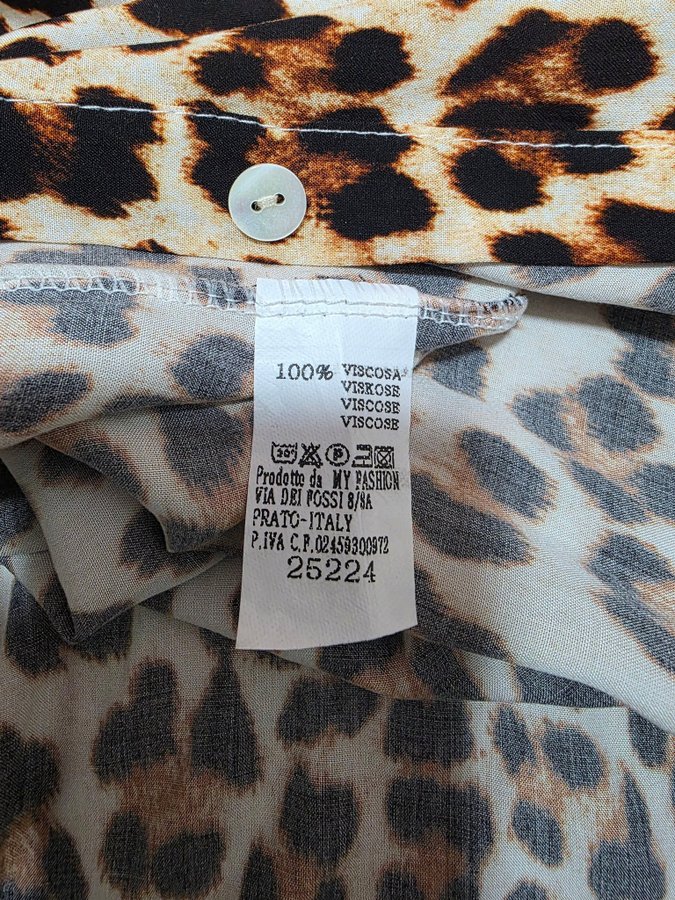 100% VISCOSA
VISKOSE
VISCOSE
VISCOSE
30°
P
Prodotto da MY FASHION
VIA DEI FOSSI 8/8A
PRATO-ITALY
P.IVA C.F.02459300972
25224